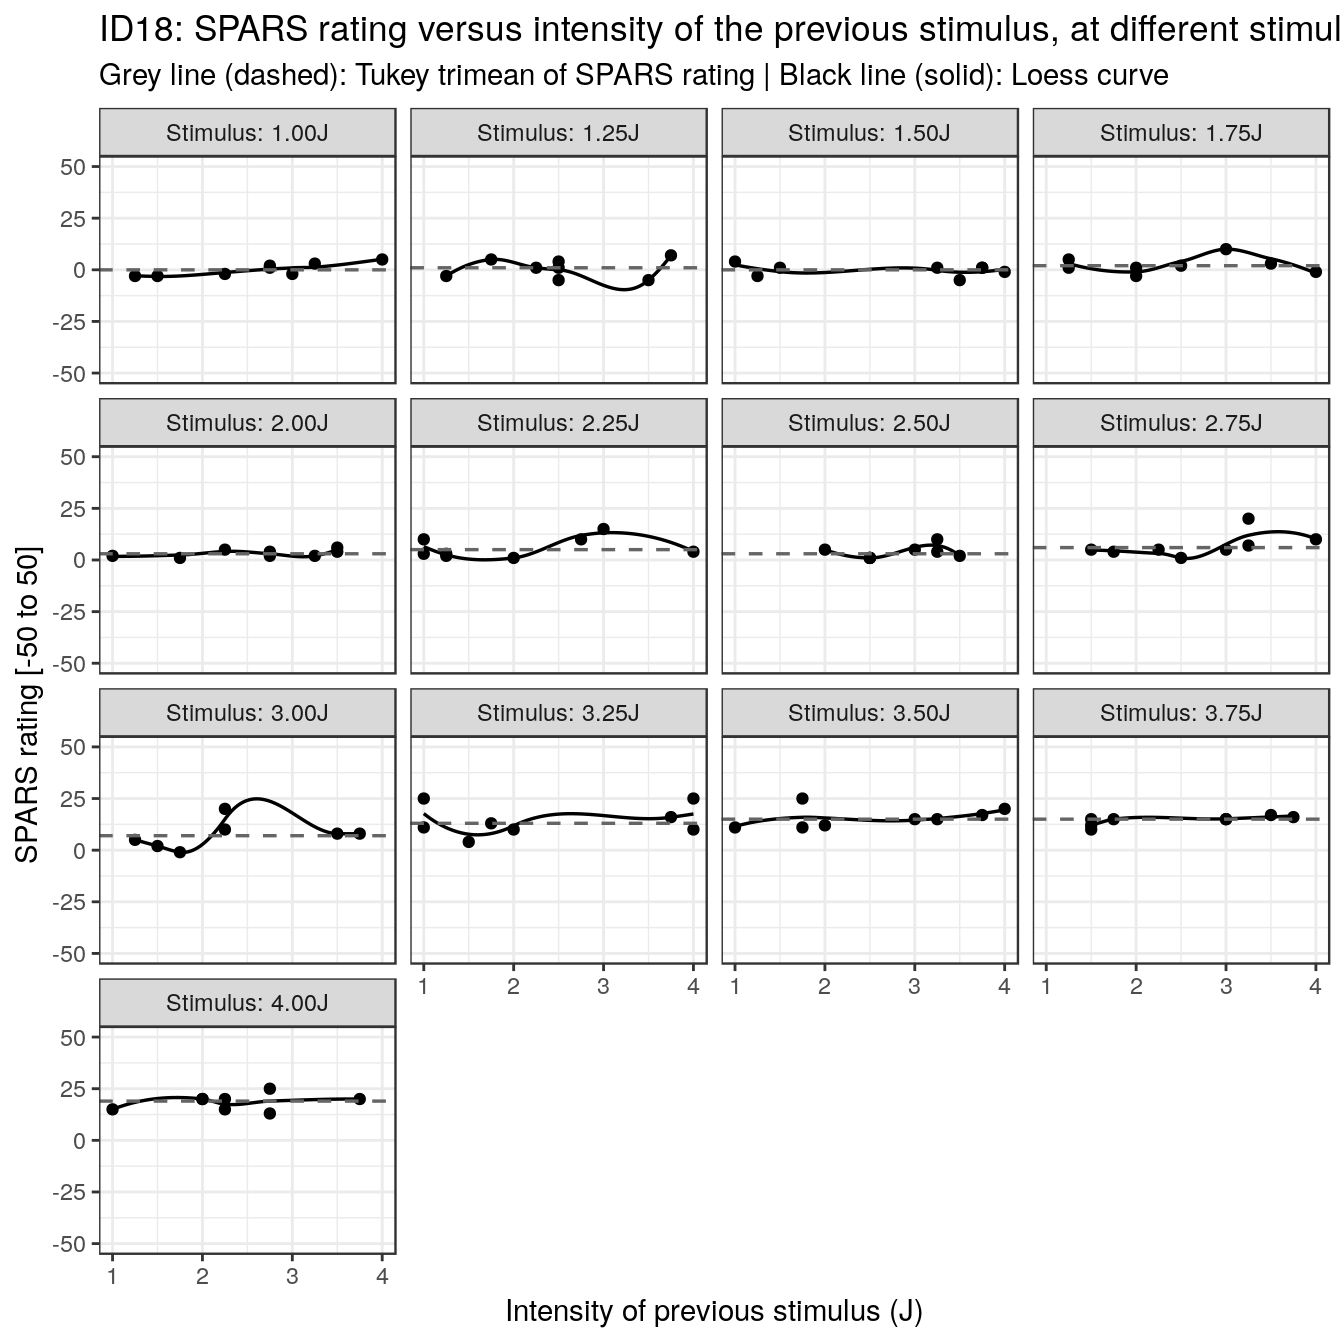 ID18: SPARS rating versus intensity of the previous stimulus, at different stimul
Grey line (dashed): Tukey trimean of SPARS rating | Black line (solid): Loess curve
Stimulus: 1.00J Stimulus: 1.25J Stimulus: 1.50J Stimulus: 1.75J
50
25
0
-25
-50
Stimulus: 2.00J Stimulus: 2.25J Stimulus: 2.50J Stimulus: 2.75J
50
25
0
-25
-50
SPARS rating [-50 to 50]
Stimulus: 3.00J Stimulus: 3.25J Stimulus: 3.50J Stimulus: 3.75J
50
25
0
-25
-50
1 2 3 4 1 2 3 4 1 2 3 4
Stimulus: 4.00J
50
25
0
-25
-50
1 2 3 4
Intensity of previous stimulus (J)